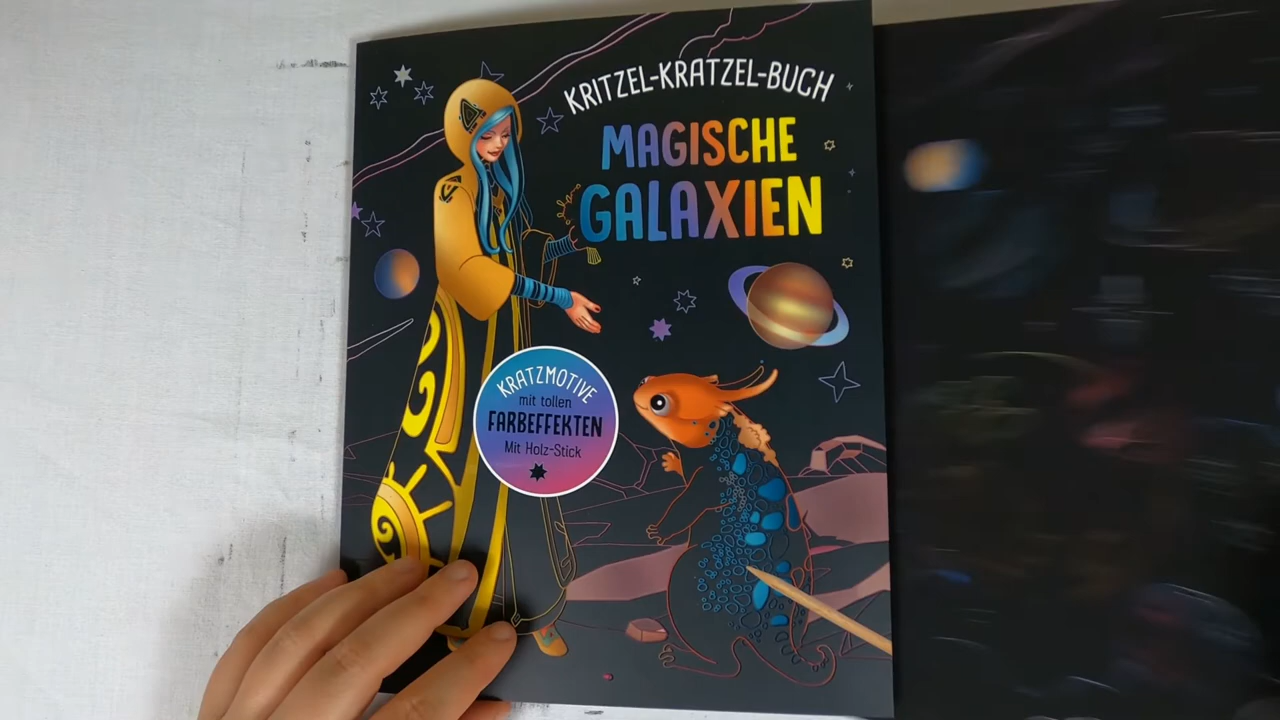 KRITZEL-KRATZEL-BUCH
MAGISCHE
GALAXIEN
KRATZMOTIVE
mit tollen
FARBEFFEKTEN
Mit Holz-Stick